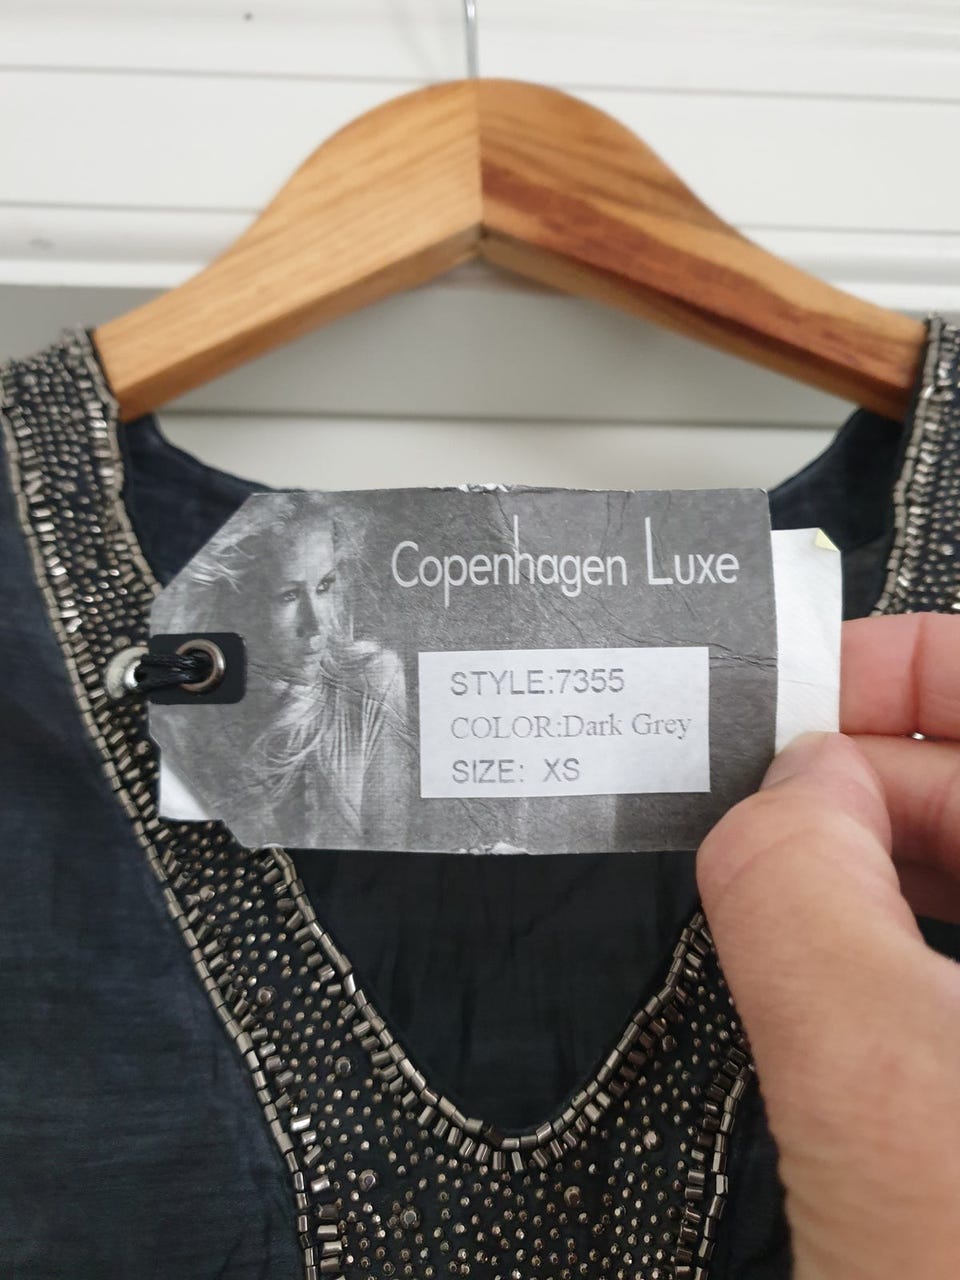 Copenhagen Luxe
STYLE:7355
COLOR:Dark Grey
SIZE: XS